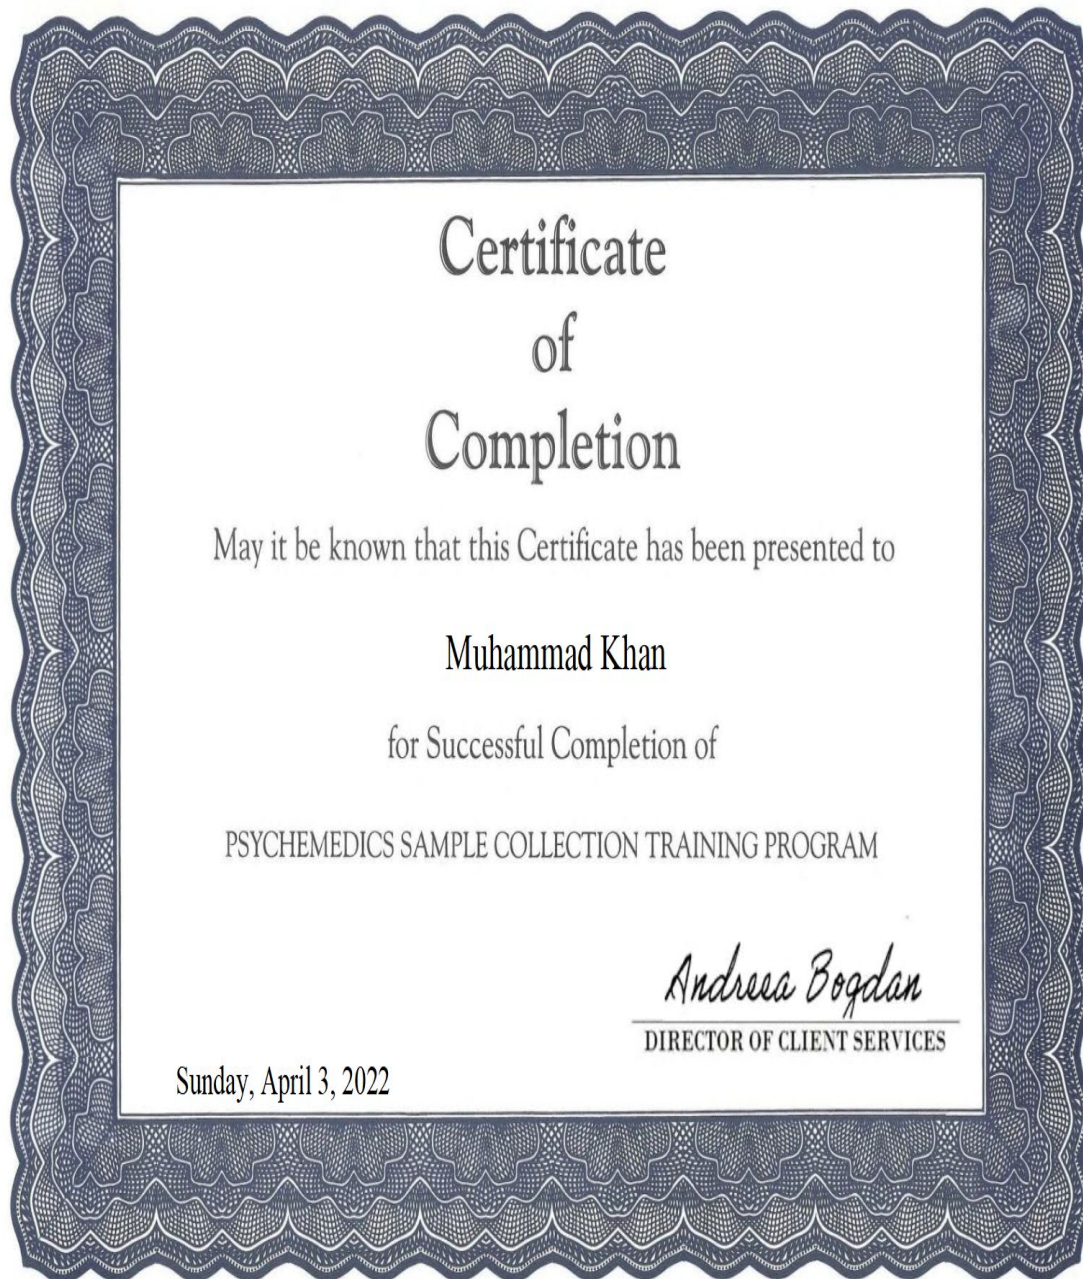 Certificate
of
Completion
May it be known that this Certificate has been presented to
Muhammad Khan
for Successful Completion of
PSYCHEMEDICS SAMPLE COLLECTION TRAINING PROGRAM
Andreea Bogdan
DIRECTOR OF CLIENT SERVICES
Sunday, April 3, 2022